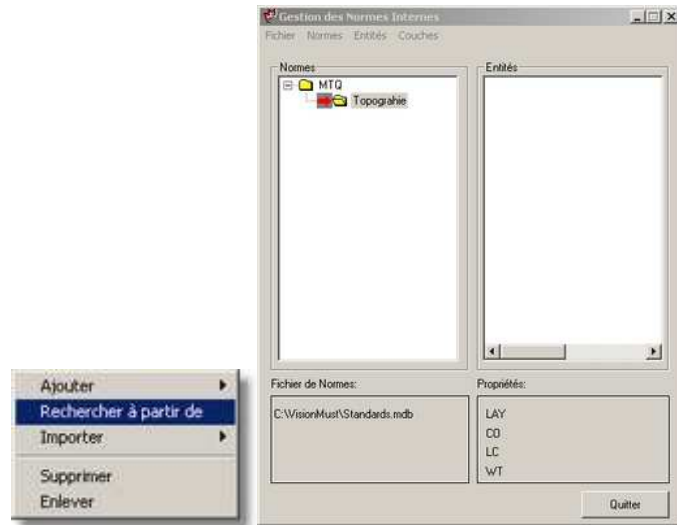 Gestion des Normes Internes
Fichier Normes Entités Couches
Normes
MTQ
Topograhie
Entités
Ajouter
Rechercher à partir de
Importer
Supprimer
Enlever
Fichier de Normes:
C:\VisionMust\Standards.mdb
Propriétés:
LAY
CO
LC
WT
Quitter